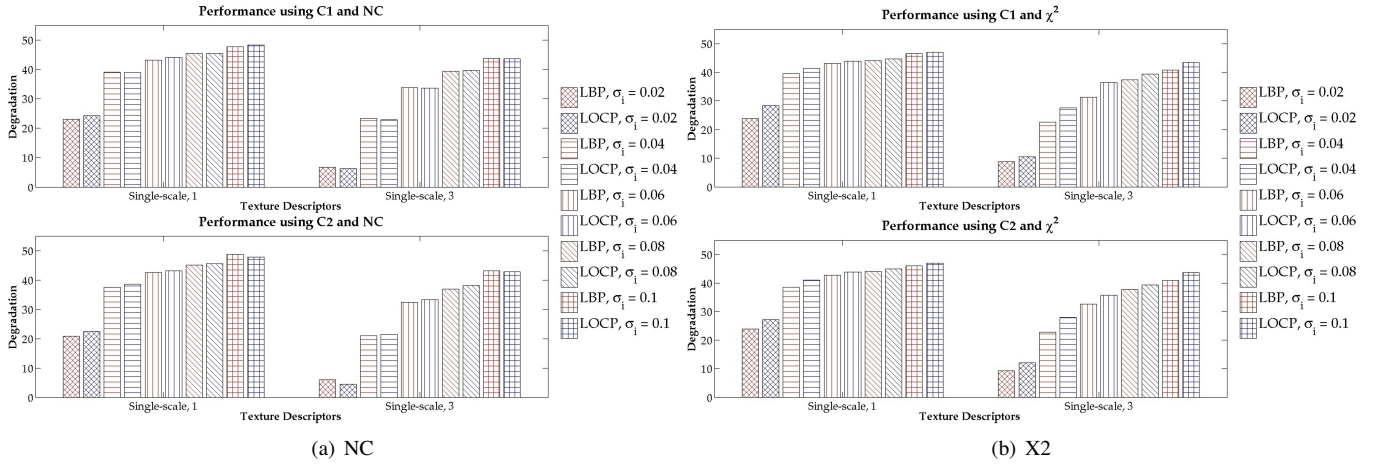 Performance using C1 and NC
Degradation
50
40
30
20
10
0
Single-scale, 1
Single-scale, 3
Texture Descriptors
Performance using C2 and NC
Degradation
50
40
30
20
10
0
Single-scale, 1
Single-scale, 3
Texture Descriptors
LBP, σi = 0.02
LOCP, σi = 0.02
LBP, σi = 0.04
LOCP, σi = 0.04
LBP, σi = 0.06
LOCP, σi = 0.06
LBP, σi = 0.08
LOCP, σi = 0.08
LBP, σi = 0.1
LOCP, σi = 0.1
(a) NC
Performance using C1 and χ²
Degradation
50
40
30
20
10
0
Single-scale, 1
Single-scale, 3
Texture Descriptors
Performance using C2 and χ²
Degradation
50
40
30
20
10
0
Single-scale, 1
Single-scale, 3
Texture Descriptors
LBP, σi = 0.02
LOCP, σi = 0.02
LBP, σi = 0.04
LOCP, σi = 0.04
LBP, σi = 0.06
LOCP, σi = 0.06
LBP, σi = 0.08
LOCP, σi = 0.08
LBP, σi = 0.1
LOCP, σi = 0.1
(b) X2